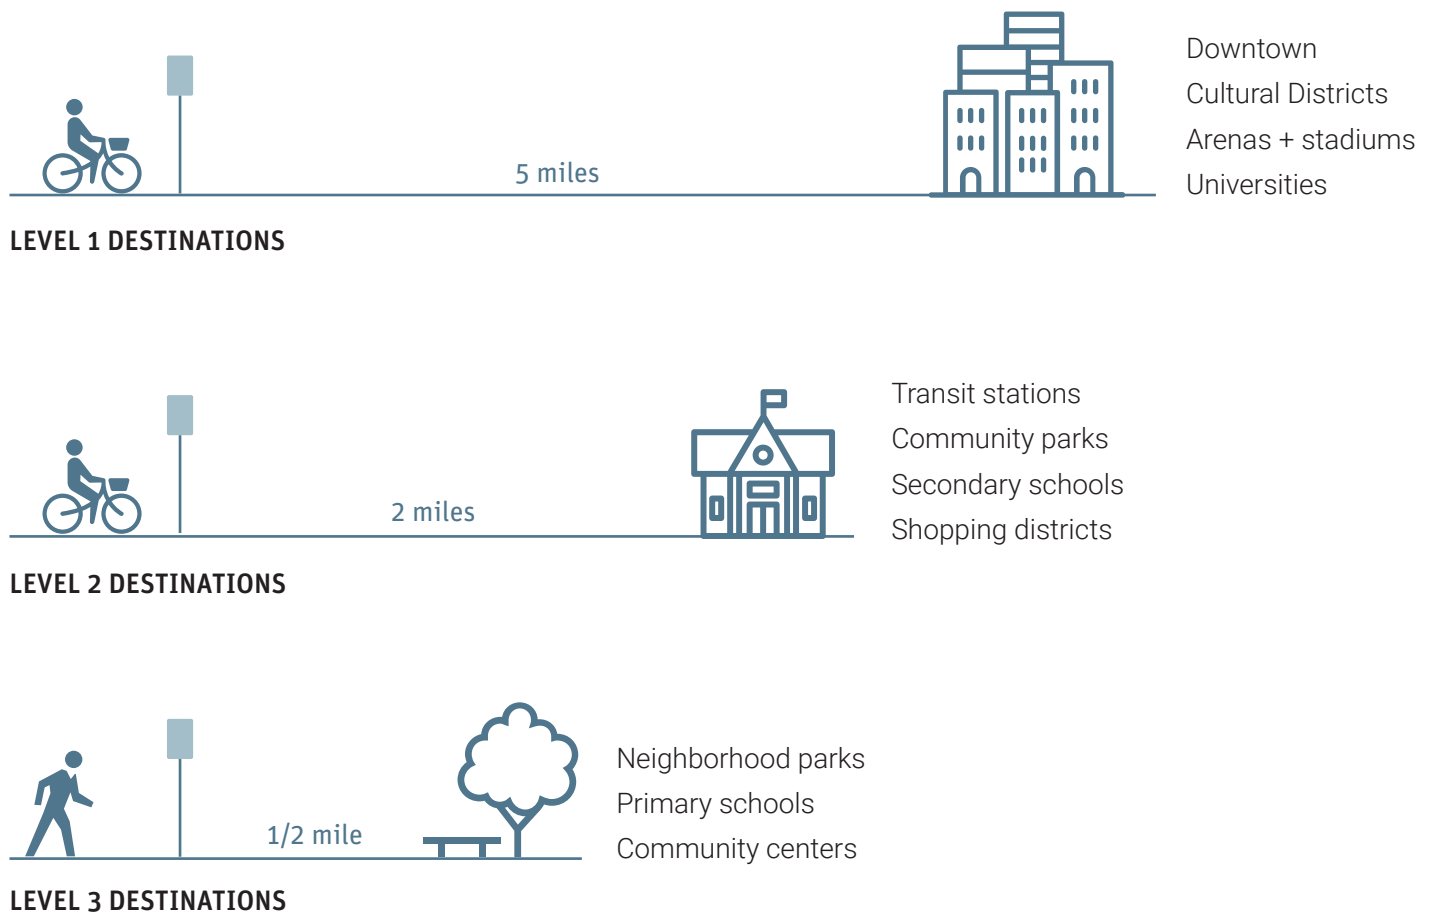 Downtown
Cultural Districts
Arenas + stadiums
Universities
5 miles
LEVEL 1 DESTINATIONS
Transit stations
Community parks
Secondary schools
Shopping districts
2 miles
LEVEL 2 DESTINATIONS
Neighborhood parks
Primary schools
Community centers
1/2 mile
LEVEL 3 DESTINATIONS